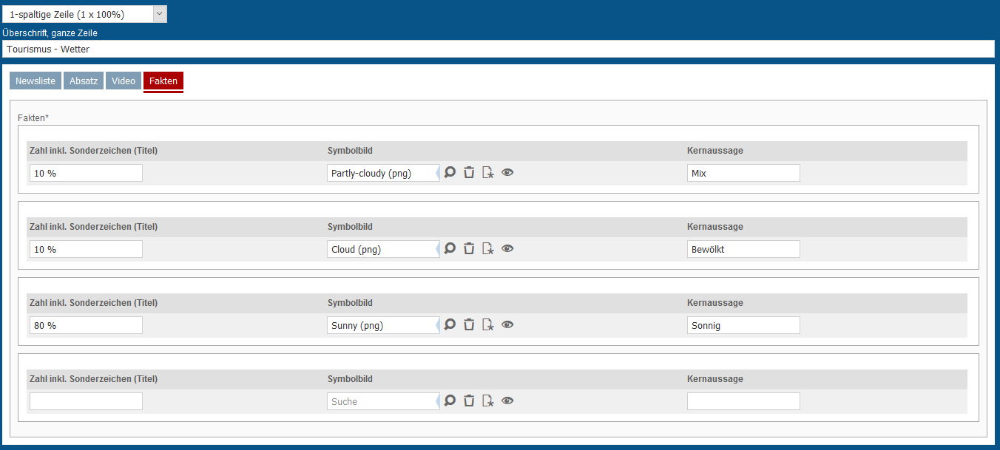 1-spaltige Zeile (1 x 100%)
Überschrift, ganze Zeile
Tourismus - Wetter
Newsliste Absatz Video Fakten
Fakten*
Zahl inkl. Sonderzeichen (Titel) Symbolbild Kernaussage
10 % Partly-cloudy (png) Mix
Zahl inkl. Sonderzeichen (Titel) Symbolbild Kernaussage
10 % Cloud (png) Bewölkt
Zahl inkl. Sonderzeichen (Titel) Symbolbild Kernaussage
80 % Sunny (png) Sonnig
Zahl inkl. Sonderzeichen (Titel) Symbolbild Kernaussage
Suche